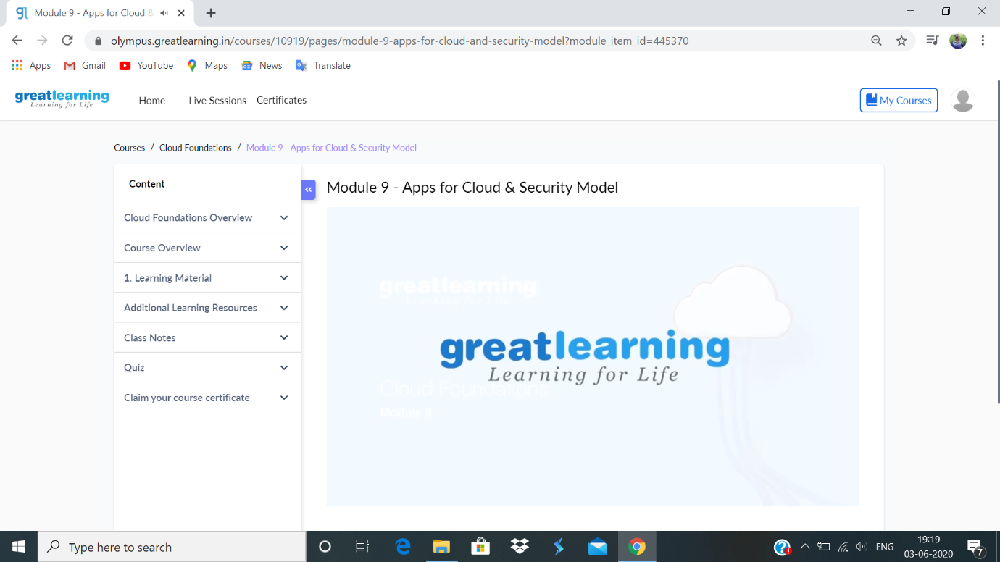 Module 9 - Apps for Cloud &
olympus.greatlearning.in/courses/10919/pages/module-9-apps-for-cloud-and-security-model?module_item_id=445370
Apps Gmail YouTube Maps News Translate
greatlearning
Learning for Life
Home Live Sessions Certificates My Courses
Courses / Cloud Foundations / Module 9 - Apps for Cloud & Security Model
Content
Cloud Foundations Overview
Course Overview
1. Learning Material
Additional Learning Resources
Class Notes
Quiz
Claim your course certificate
Module 9 - Apps for Cloud & Security Model
greatlearning
Learning for Life
greatlearning
Learning for Life
Cloud Foundations
Module 9
Type here to search
ENG
19:19
03-06-2020
7